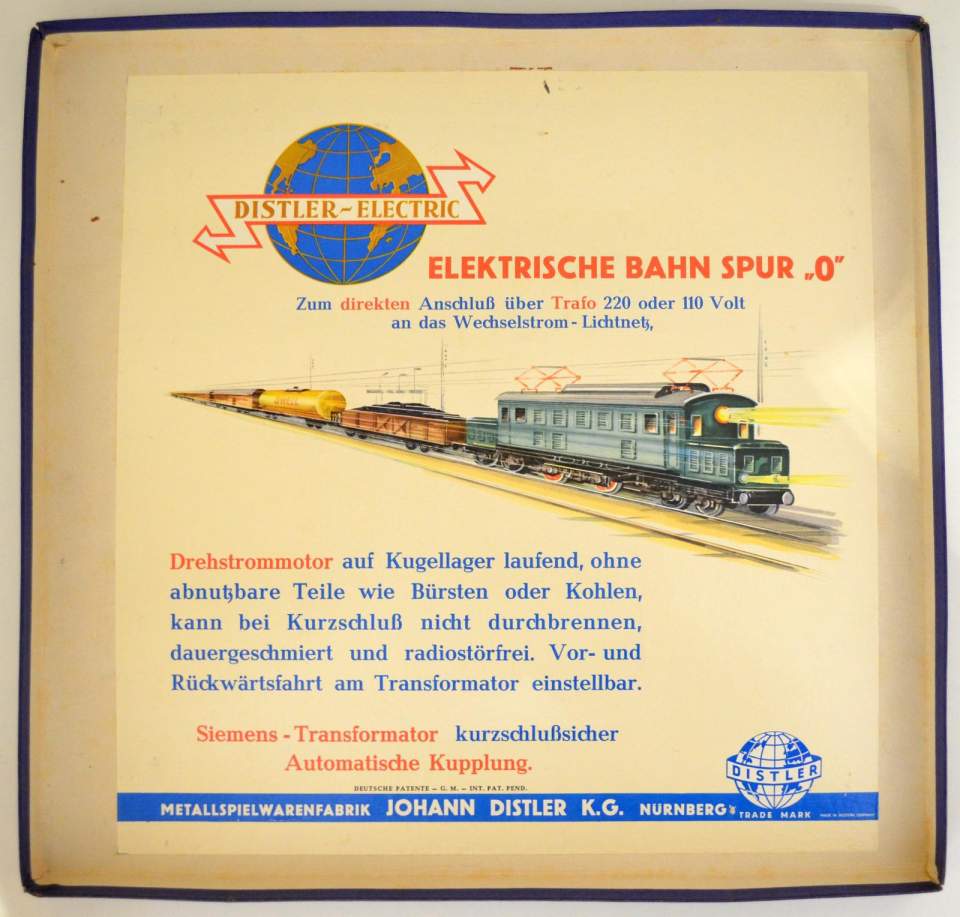 DISTLER-ELECTRIC
ELEKTRISCHE BAHN SPUR „0”
Zum direkten Anschluß über Trafo 220 oder 110 Volt
an das Wechselstrom-Lichtnetz,
Drehstrommotor auf Kugellager laufend, ohne
abnutzbare Teile wie Bürsten oder Kohlen,
kann bei Kurzschluß nicht durchbrennen,
dauergeschmiert und radiostörfrei. Vor- und
Rückwärtsfahrt am Transformator einstellbar.
Siemens-Transformator kurzschlußsicher
Automatische Kupplung.
DEUTSCHE PATENTE – G. M. – INT. PAT. PEND.
DISTLER
METALLSPIELWARENFABRIK JOHANN DISTLER K.G. NÜRNBERG
TRADE MARK